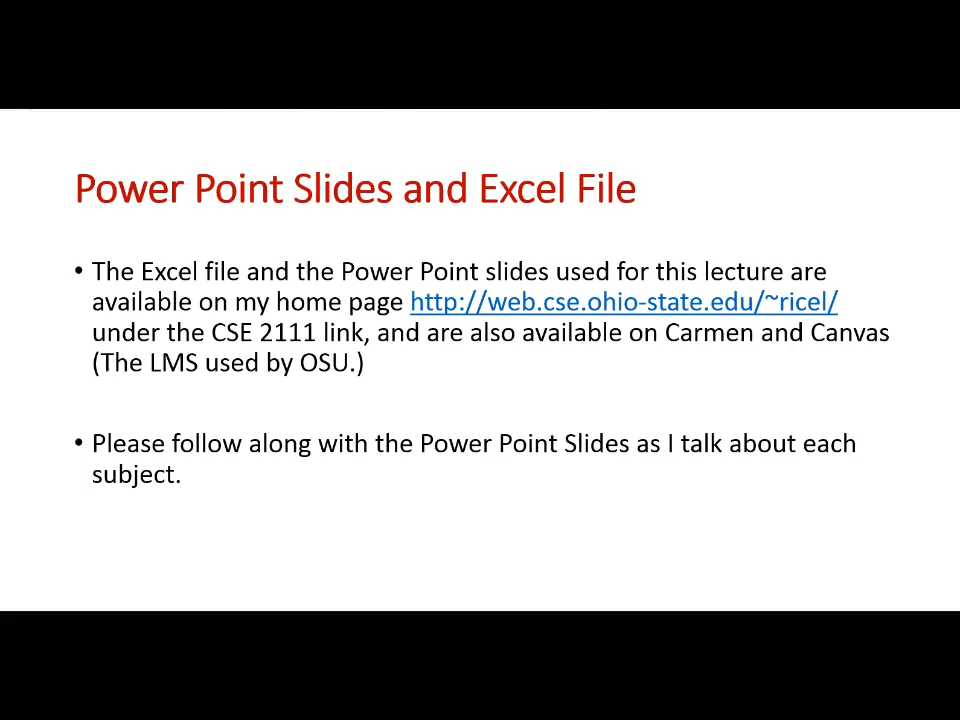 Power Point Slides and Excel File
• The Excel file and the Power Point slides used for this lecture are
available on my home page http://web.cse.ohio-state.edu/~ricel/
under the CSE 2111 link, and are also available on Carmen and Canvas
(The LMS used by OSU.)
• Please follow along with the Power Point Slides as I talk about each
subject.